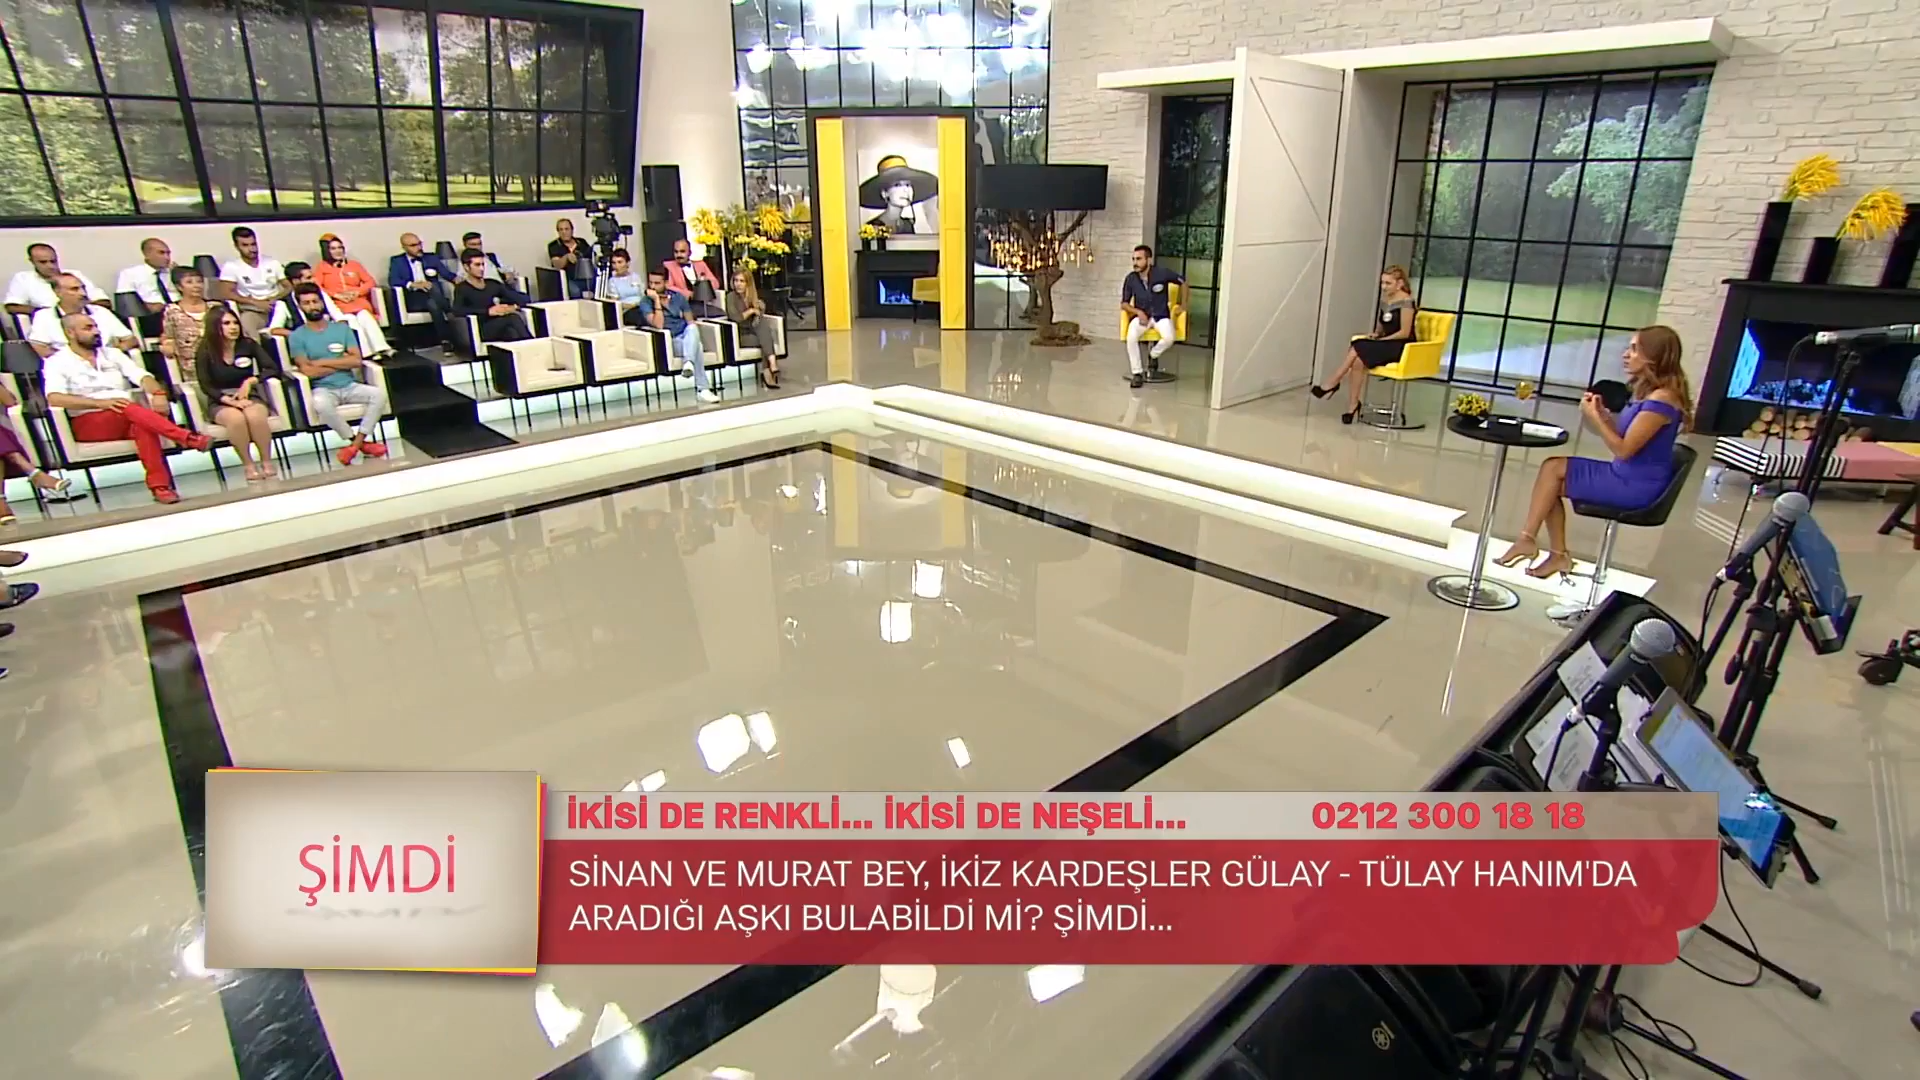 ŞİMDİ
İKİSİ DE RENKLİ... İKİSİ DE NEŞELİ...
0212 300 18 18
SİNAN VE MURAT BEY, İKİZ KARDEŞLER GÜLAY - TÜLAY HANIM'DA
ARADIĞI AŞKI BULABİLDİ Mİ? ŞİMDİ...